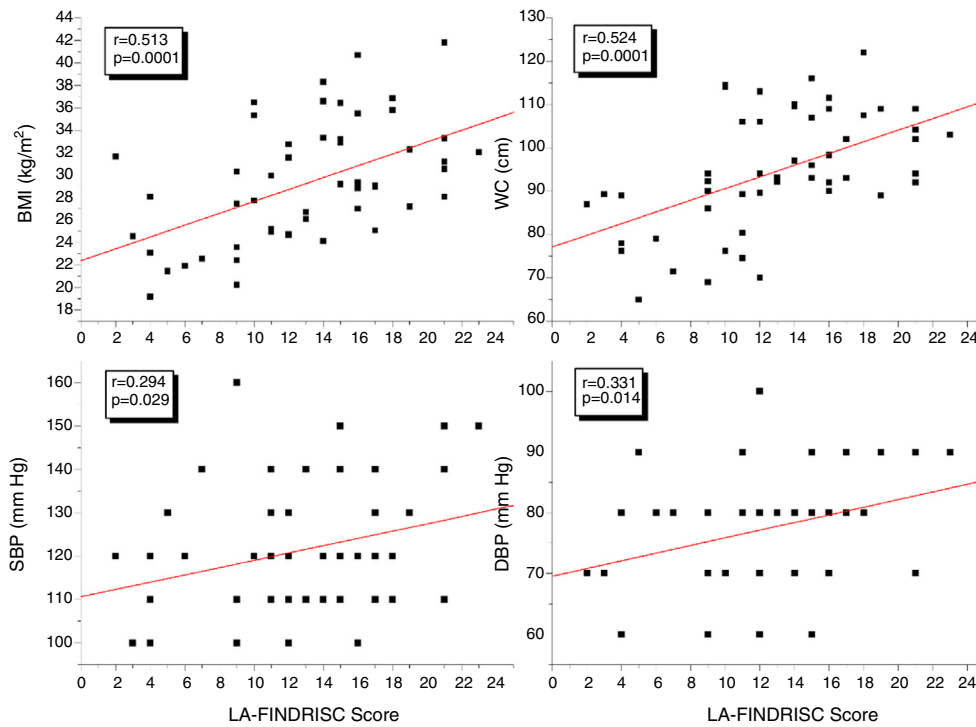 r=0.513
p=0.0001
BMI (kg/m²)
44
42
40
38
36
34
32
30
28
26
24
22
20
18
0 2 4 6 8 10 12 14 16 18 20 22 24
r=0.524
p=0.0001
WC (cm)
130
120
110
100
90
80
70
60
0 2 4 6 8 10 12 14 16 18 20 22 24
r=0.294
p=0.029
SBP (mm Hg)
160
150
140
130
120
110
100
0 2 4 6 8 10 12 14 16 18 20 22 24
LA-FINDRISC Score
r=0.331
p=0.014
DBP (mm Hg)
100
90
80
70
60
0 2 4 6 8 10 12 14 16 18 20 22 24
LA-FINDRISC Score